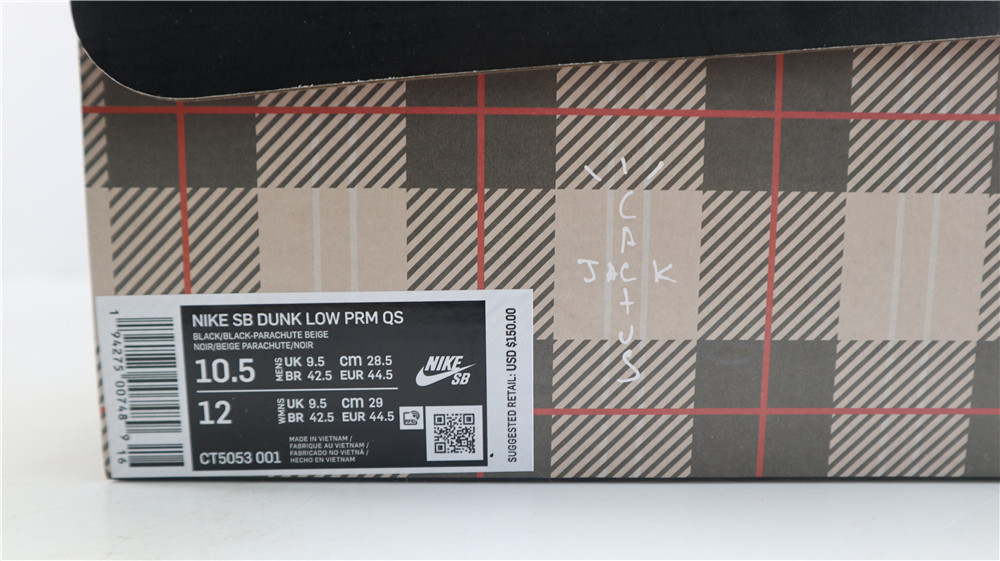 CACTUS
JACK
NIKE SB DUNK LOW PRM QS
BLACK/BLACK-PARACHUTE BEIGE
NOIR/BEIGE PARACHUTE/NOIR
10.5 MENS UK 9.5 CM 28.5
BR 42.5 EUR 44.5
12 WMNS UK 9.5 CM 29
BR 42.5 EUR 44.5
MADE IN VIETNAM /
FABRIQUE AU VIETNAM /
FABRICADO NO VIETNÃ /
HECHO EN VIETNAM
CT5053 001
NIKE
SB
SUGGESTED RETAIL: USD $150.00
1 94275 00748 9 16